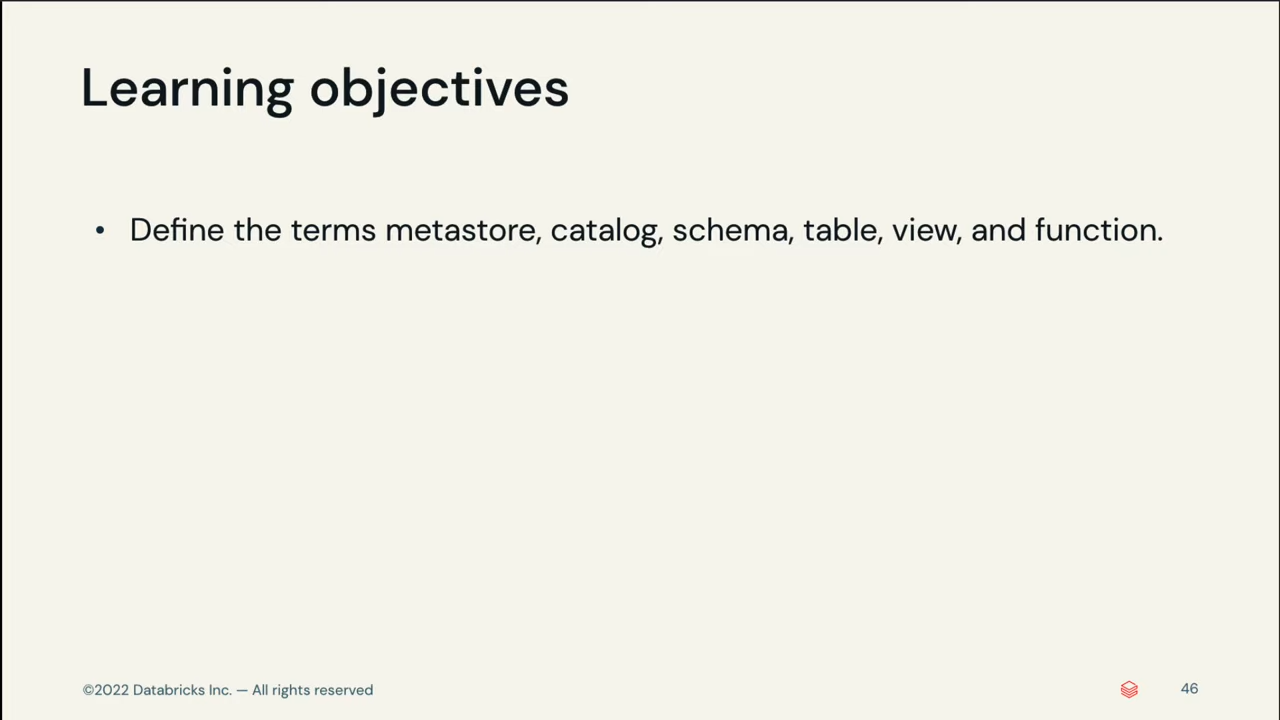 Learning objectives
• Define the terms metastore, catalog, schema, table, view, and function.
©2022 Databricks Inc. — All rights reserved
46